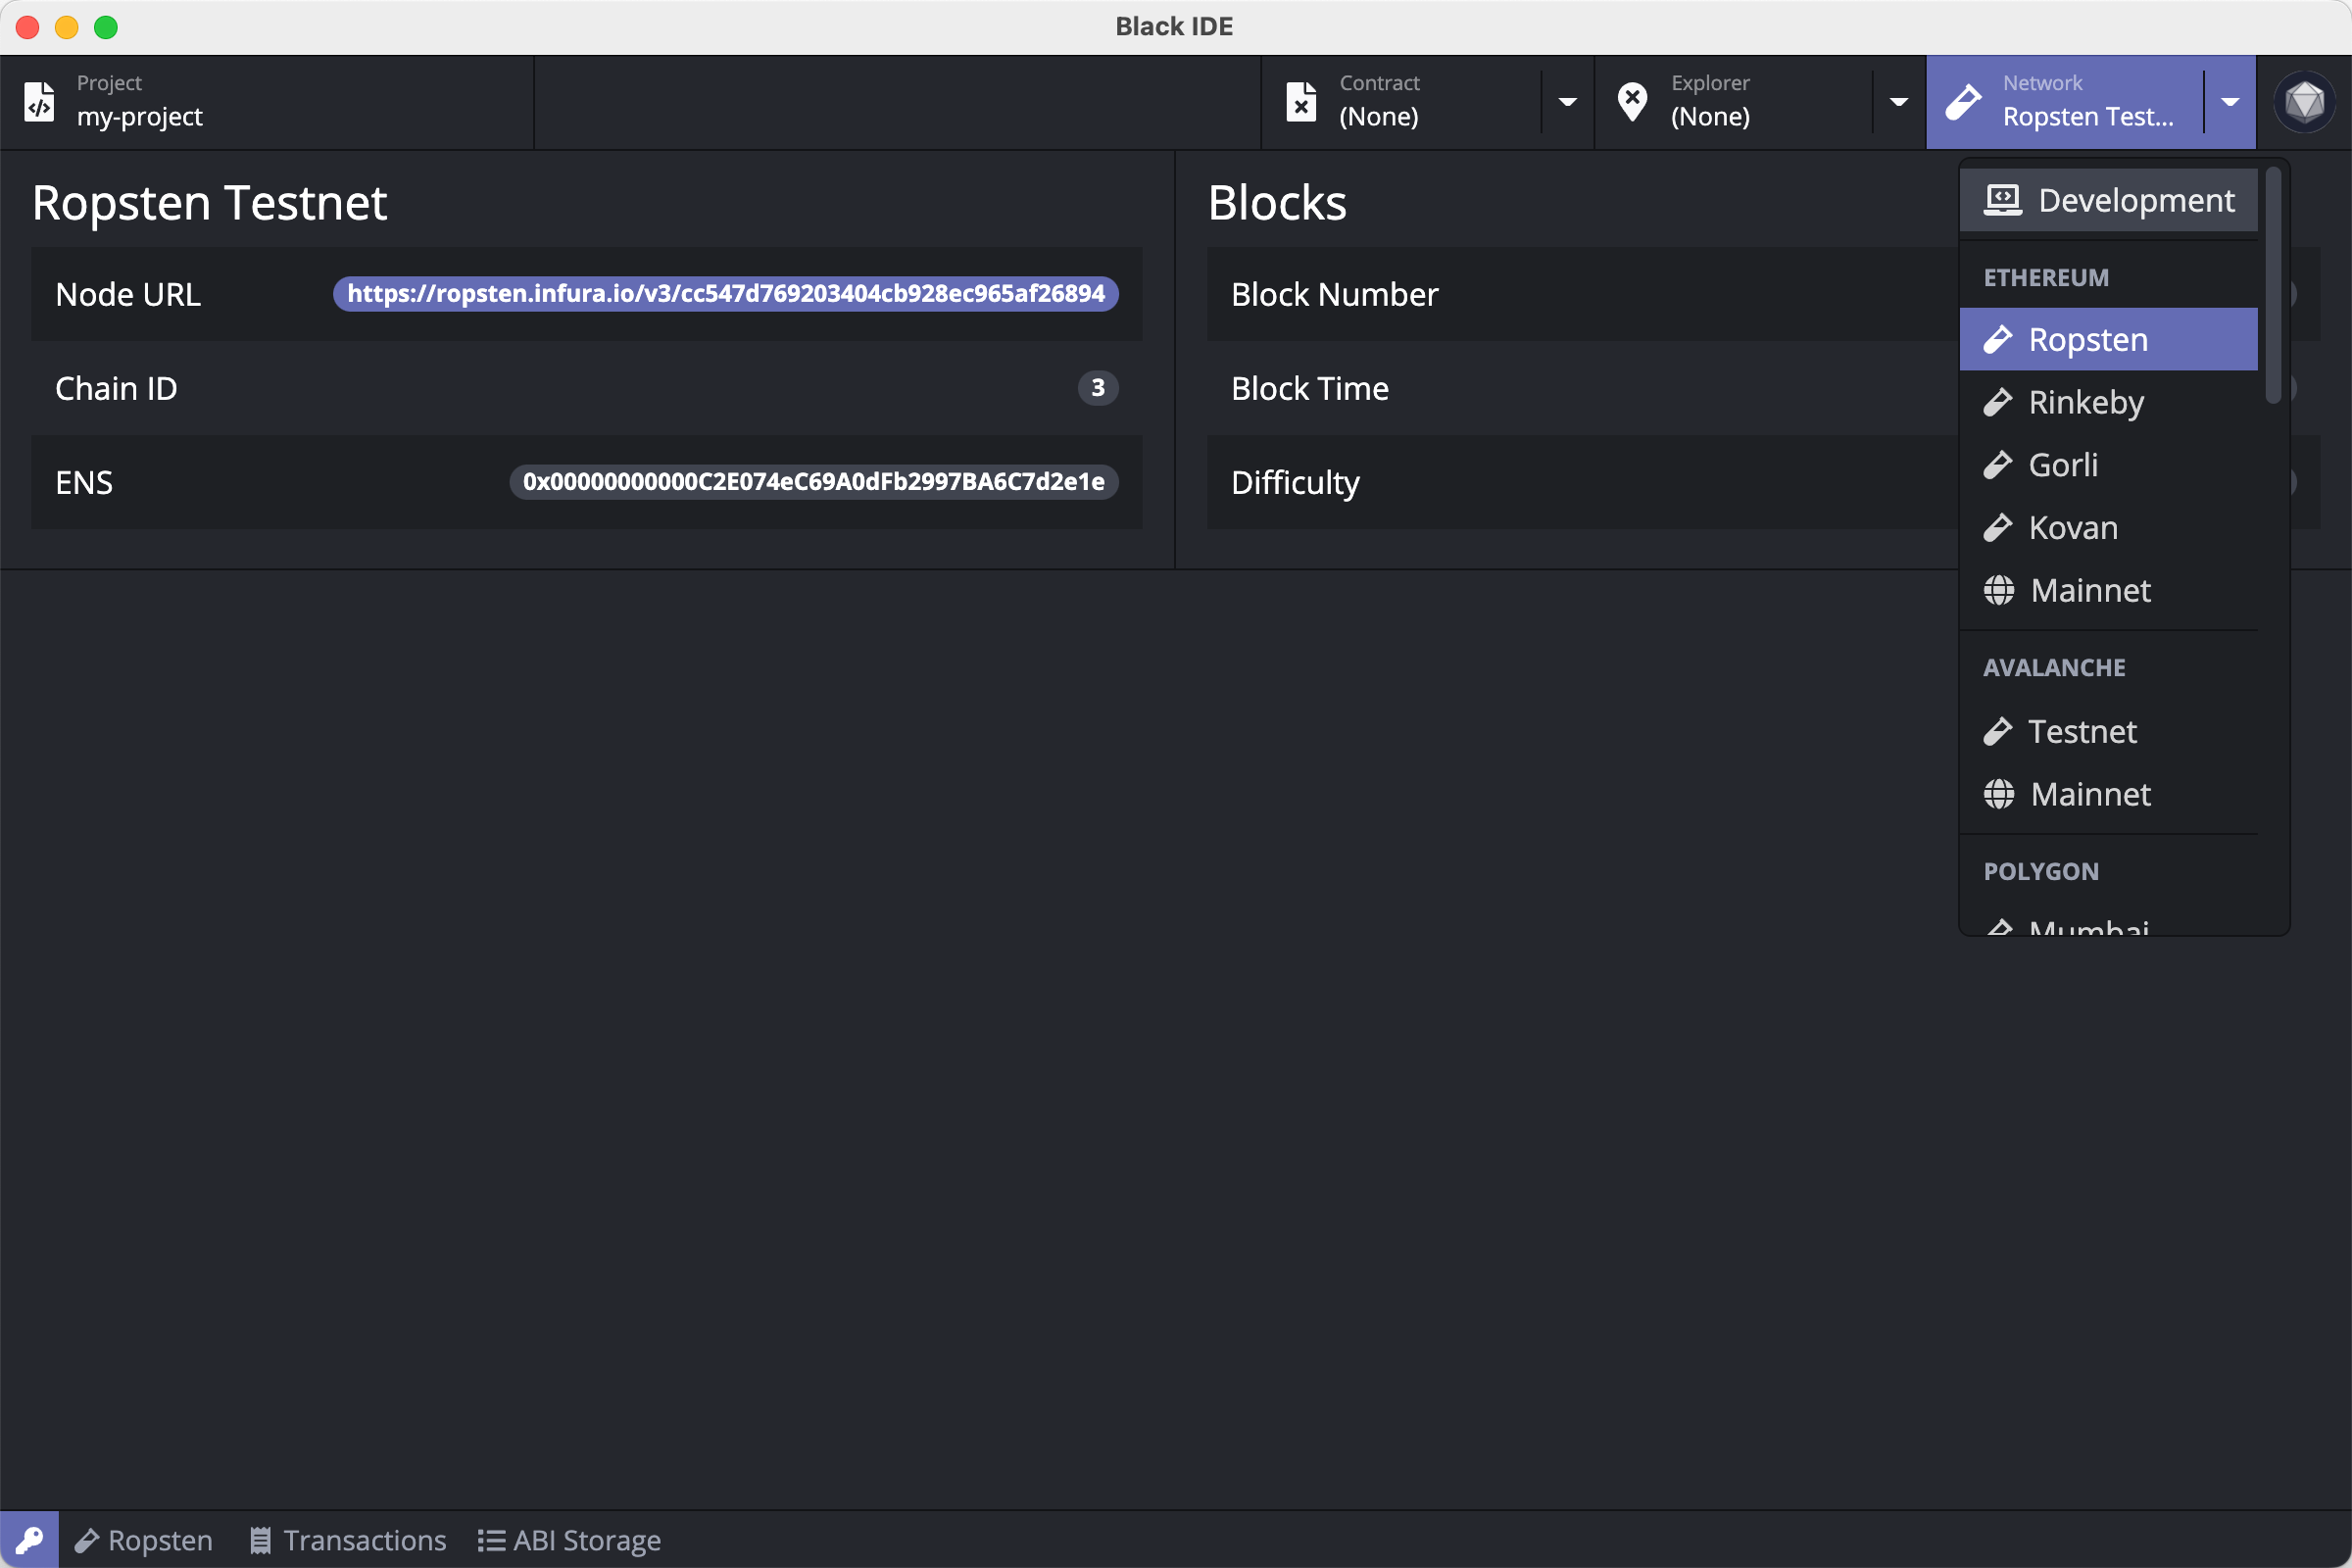 Black IDE
Project
my-project
Contract
(None)
Explorer
(None)
Network
Ropsten Test...
Ropsten Testnet
Node URL
https://ropsten.infura.io/v3/cc547d769203404cb928ec965af26894
Chain ID
3
ENS
0x00000000000C2E074eC69A0dFb2997BA6C7d2e1e
Blocks
Block Number
Block Time
Difficulty
Development
ETHEREUM
Ropsten
Rinkeby
Gorli
Kovan
Mainnet
AVALANCHE
Testnet
Mainnet
POLYGON
Mumbai
Ropsten
Transactions
ABI Storage